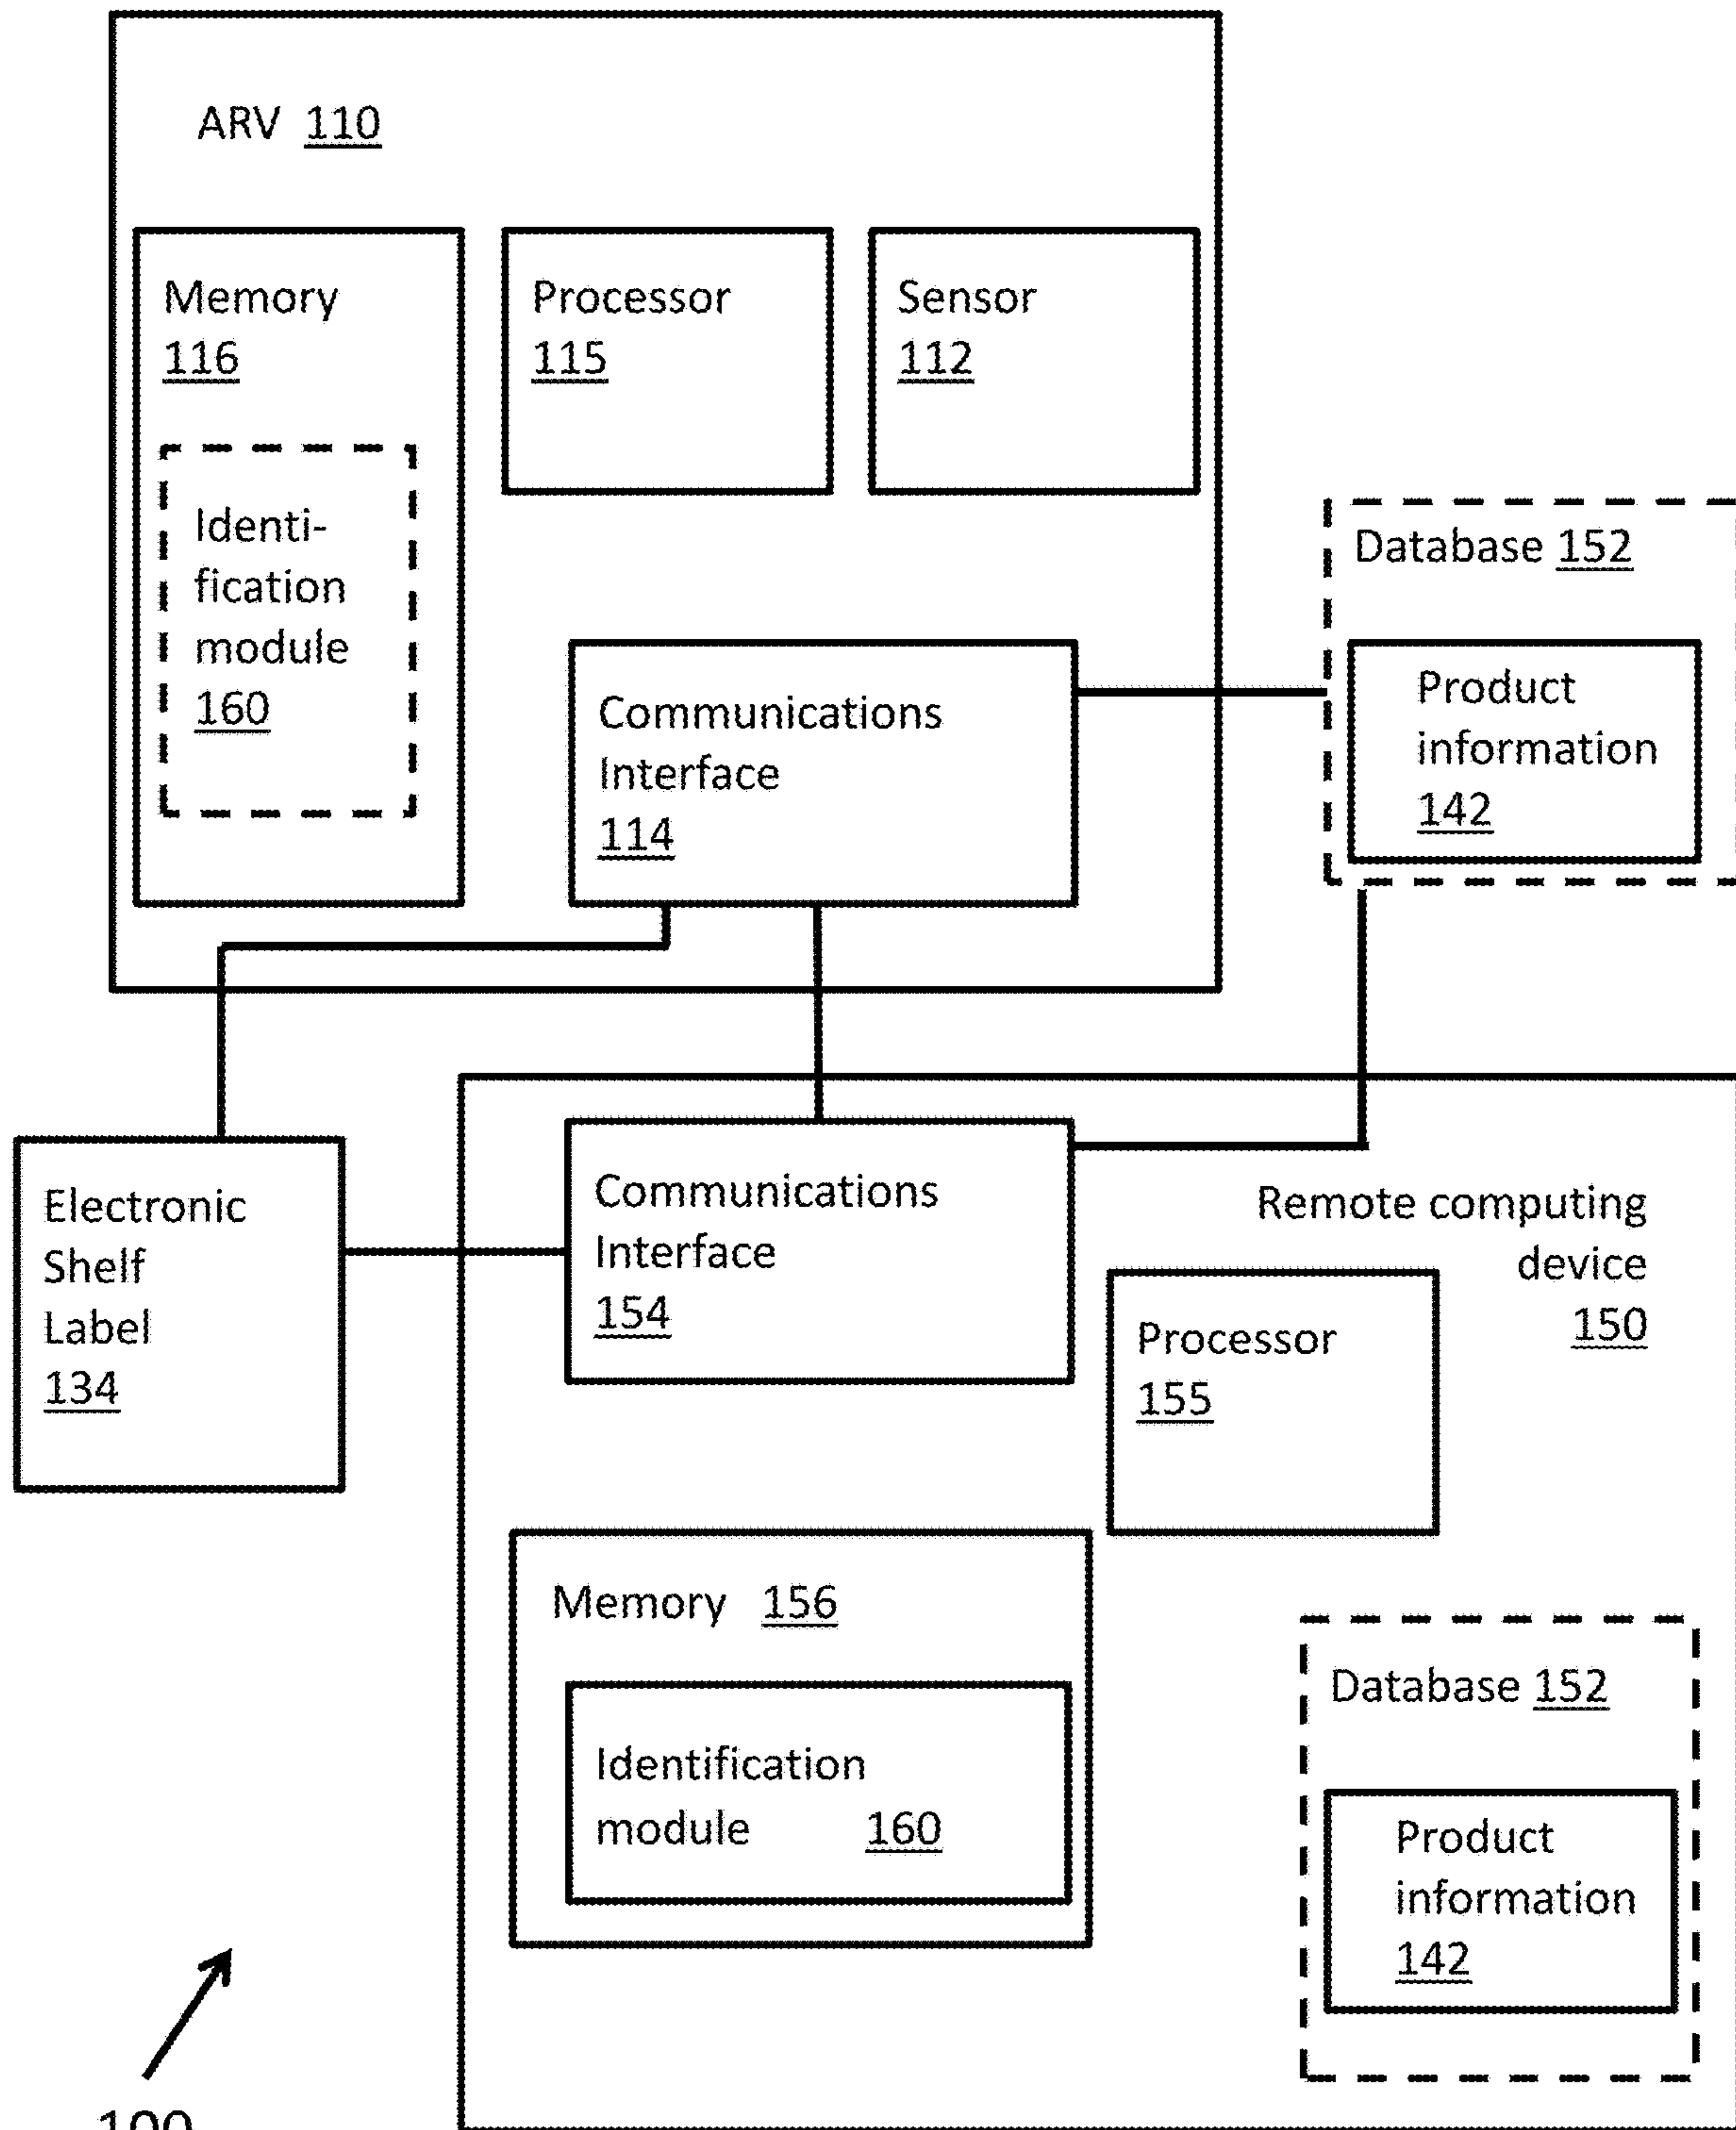 ARV 110
Memory
116
Processor
115
Sensor
112
Identi-
fication
module
160
Communications
Interface
114
Database 152
Product
information
142
Electronic
Shelf
Label
134
Communications
Interface
154
Remote computing
device
150
Processor
155
Memory 156
Identification
module 160
Database 152
Product
information
142
100